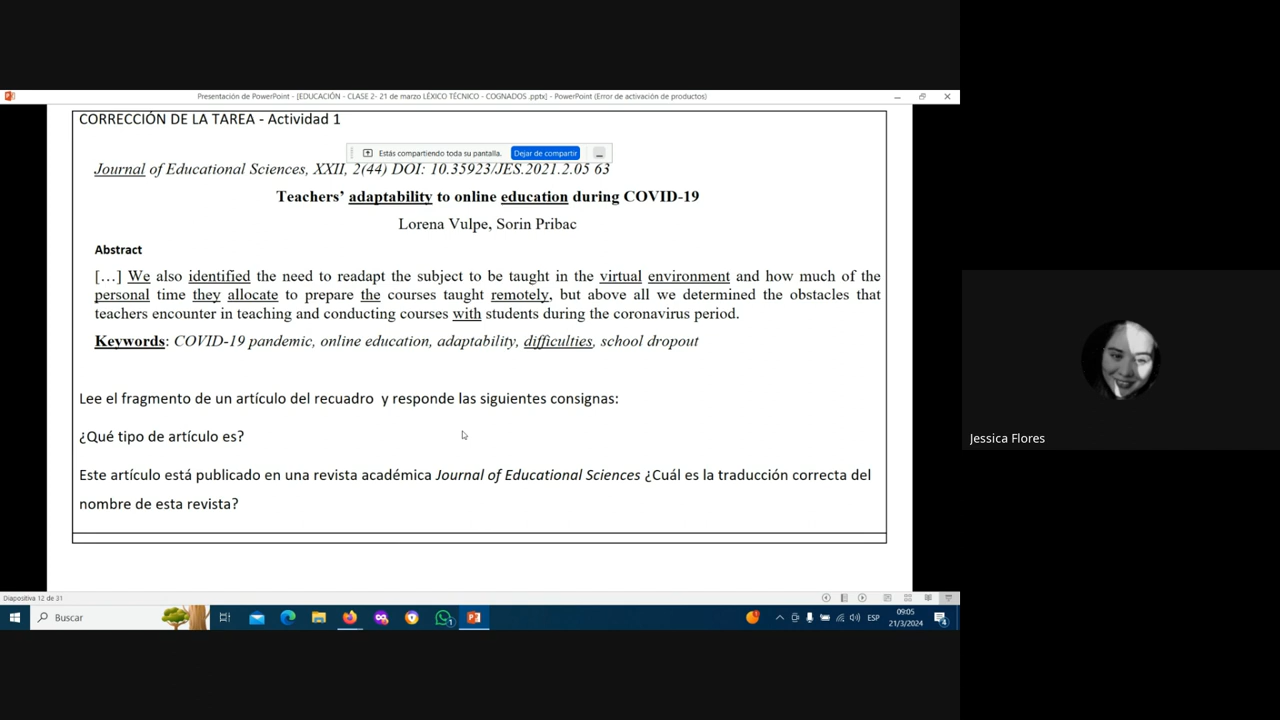 Presentación de PowerPoint - [EDUCACIÓN - CLASE 2- 21 de marzo LÉXICO TÉCNICO - COGNADOS .pptx] - PowerPoint (Error de activación de productos)
CORRECCIÓN DE LA TAREA - Actividad 1
Estás compartiendo toda su pantalla. Dejar de compartir
Journal of Educational Sciences, XXII, 2(44) DOI: 10.35923/JES.2021.2.05 63
Teachers’ adaptability to online education during COVID-19
Lorena Vulpe, Sorin Pribac
Abstract
[…] We also identified the need to readapt the subject to be taught in the virtual environment and how much of the
personal time they allocate to prepare the courses taught remotely, but above all we determined the obstacles that
teachers encounter in teaching and conducting courses with students during the coronavirus period.
Keywords: COVID-19 pandemic, online education, adaptability, difficulties, school dropout
Lee el fragmento de un artículo del recuadro y responde las siguientes consignas:
¿Qué tipo de artículo es?
Este artículo está publicado en una revista académica Journal of Educational Sciences ¿Cuál es la traducción correcta del
nombre de esta revista?
Jessica Flores
Diapositiva 12 de 31
Buscar
1
ESP
09:05
21/3/2024
4